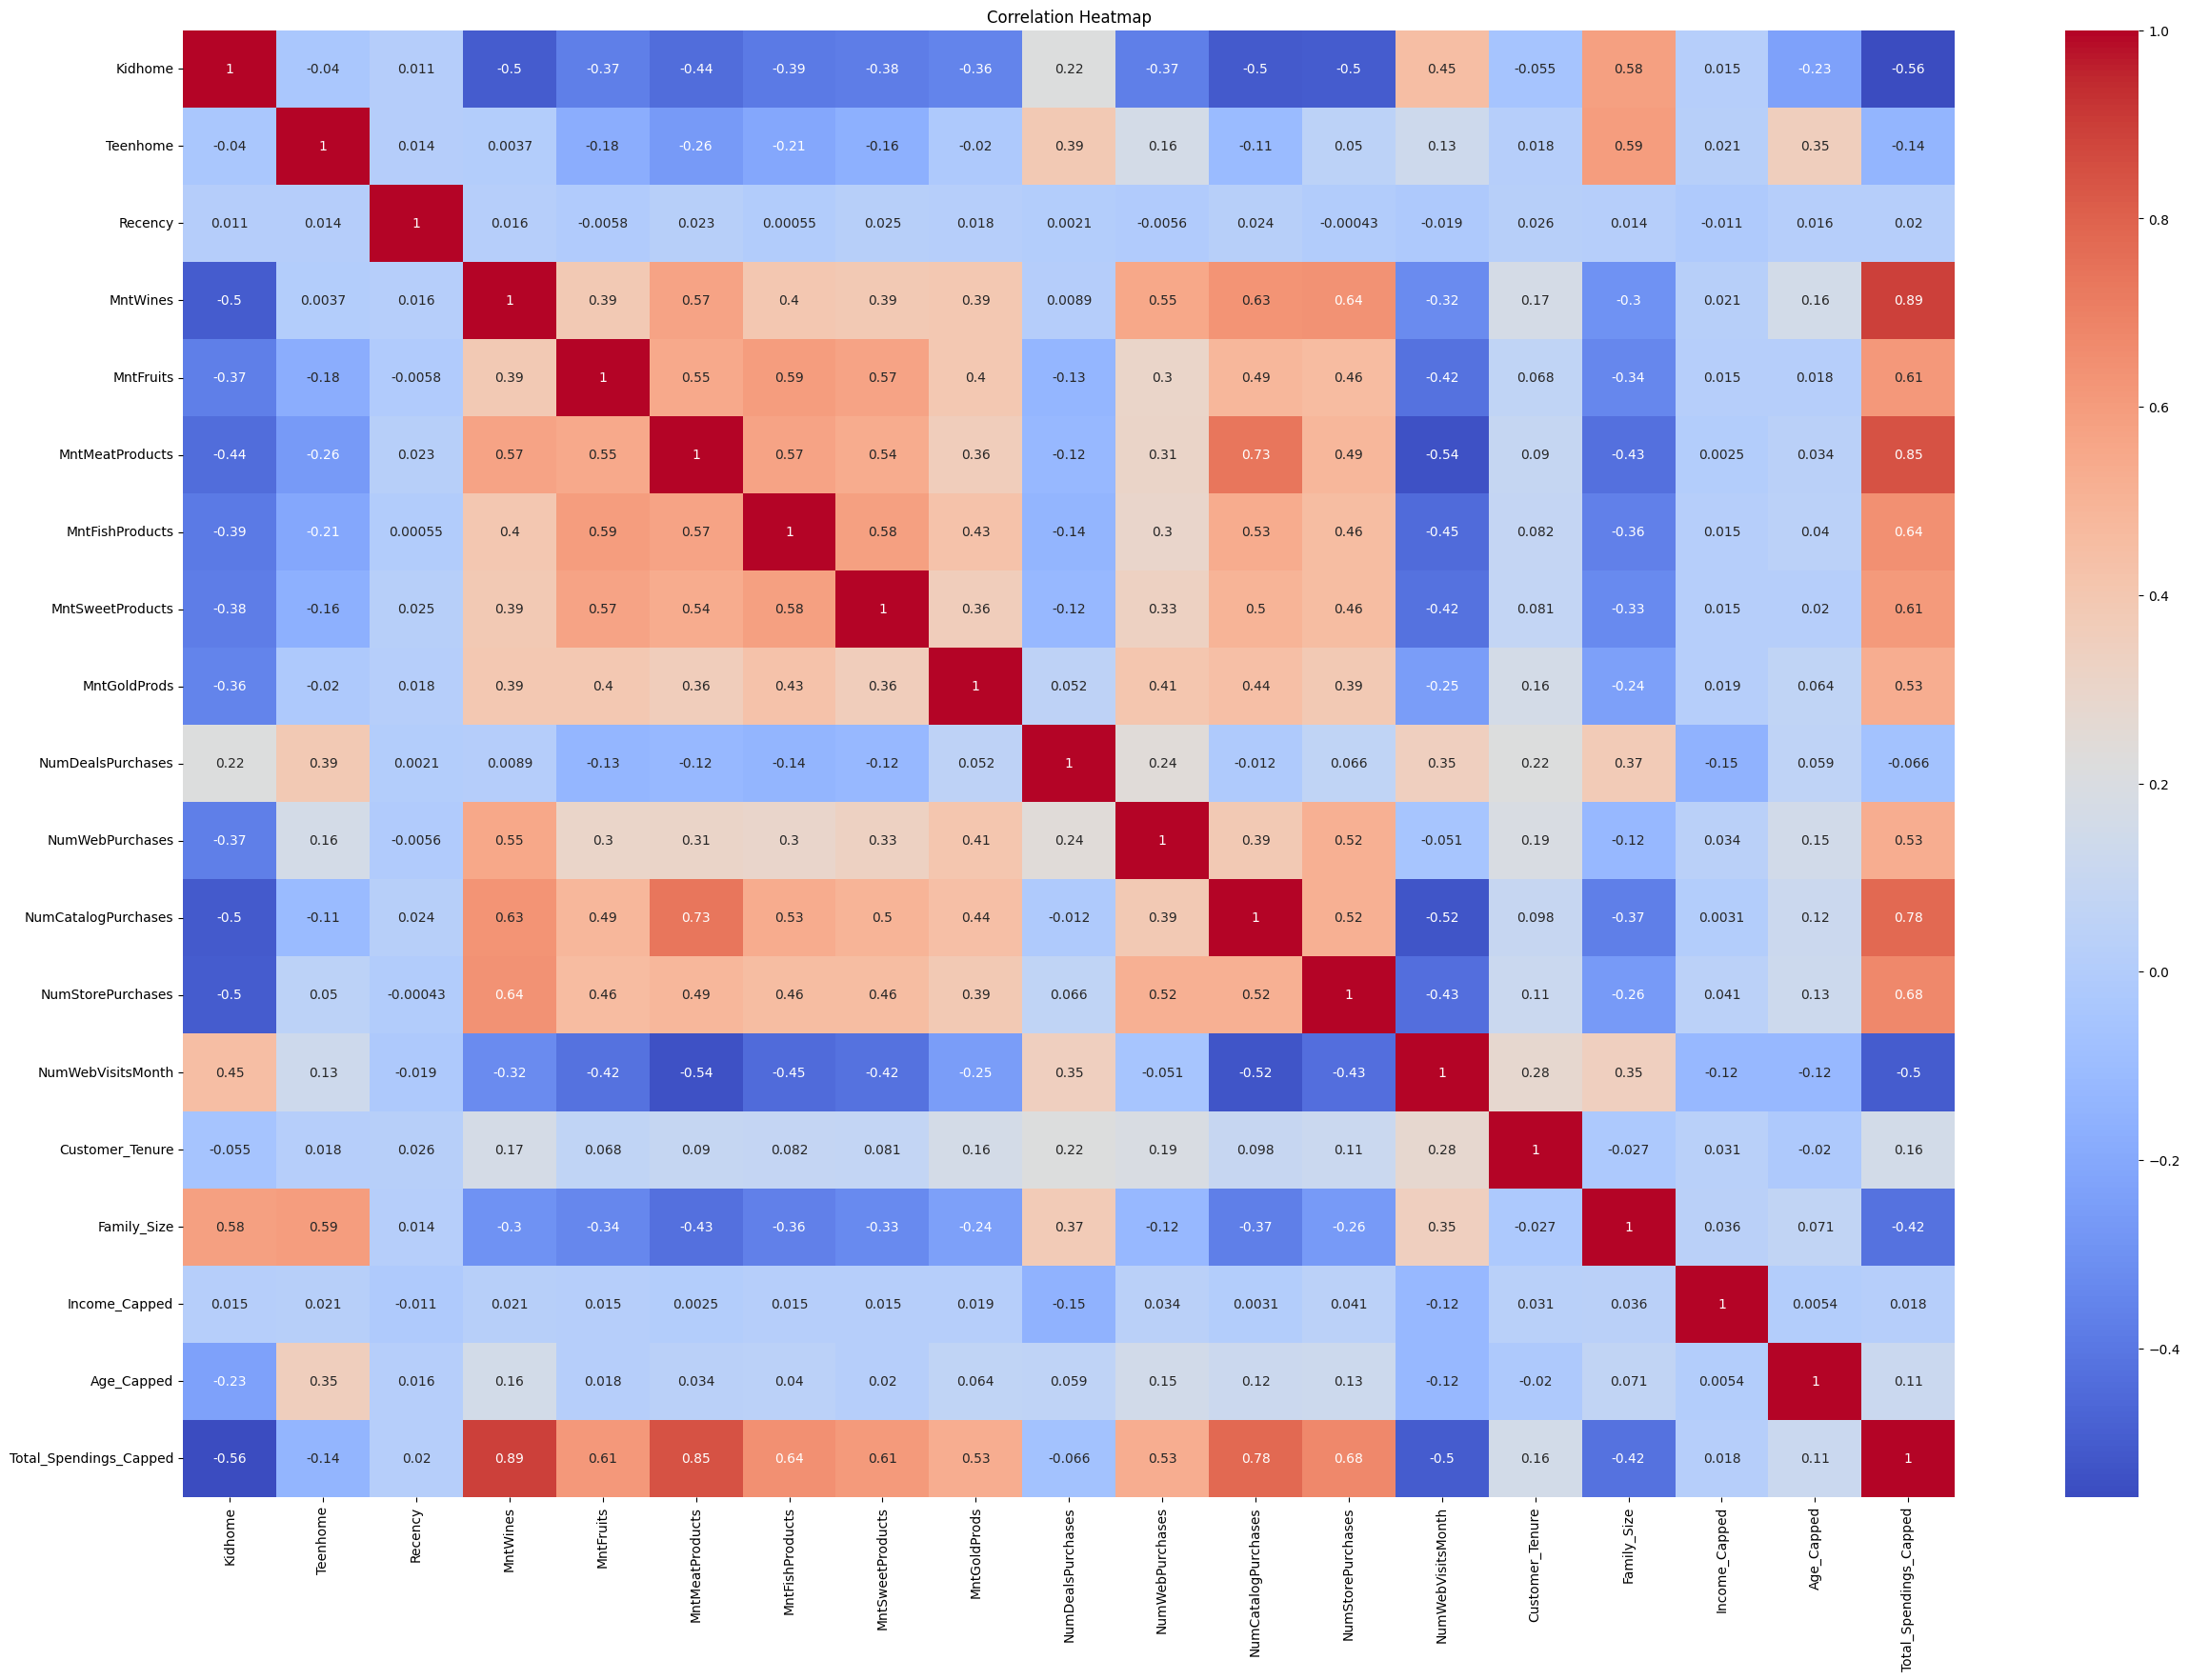 Correlation Heatmap
Kidhome 1 -0.04 0.011 -0.5 -0.37 -0.44 -0.39 -0.38 -0.36 0.22 -0.37 -0.5 -0.5 0.45 -0.055 0.58 0.015 -0.23 -0.56
Teenhome -0.04 1 0.014 0.0037 -0.18 -0.26 -0.21 -0.16 -0.02 0.39 0.16 -0.11 0.05 0.13 0.018 0.59 0.021 0.35 -0.14
Recency 0.011 0.014 1 0.016 -0.0058 0.023 0.00055 0.025 0.018 0.0021 -0.0056 0.024 -0.00043 -0.019 0.026 0.014 -0.011 0.016 0.02
MntWines -0.5 0.0037 0.016 1 0.39 0.57 0.4 0.39 0.39 0.0089 0.55 0.63 0.64 -0.32 0.17 -0.3 0.021 0.16 0.89
MntFruits -0.37 -0.18 -0.0058 0.39 1 0.55 0.59 0.57 0.4 -0.13 0.3 0.49 0.46 -0.42 0.068 -0.34 0.015 0.018 0.61
MntMeatProducts -0.44 -0.26 0.023 0.57 0.55 1 0.57 0.54 0.36 -0.12 0.31 0.73 0.49 -0.54 0.09 -0.43 0.0025 0.034 0.85
MntFishProducts -0.39 -0.21 0.00055 0.4 0.59 0.57 1 0.58 0.43 -0.14 0.3 0.53 0.46 -0.45 0.082 -0.36 0.015 0.04 0.64
MntSweetProducts -0.38 -0.16 0.025 0.39 0.57 0.54 0.58 1 0.36 -0.12 0.33 0.5 0.46 -0.42 0.081 -0.33 0.015 0.02 0.61
MntGoldProds -0.36 -0.02 0.018 0.39 0.4 0.36 0.43 0.36 1 0.052 0.41 0.44 0.39 -0.25 0.16 -0.24 0.019 0.064 0.53
NumDealsPurchases 0.22 0.39 0.0021 0.0089 -0.13 -0.12 -0.14 -0.12 0.052 1 0.24 -0.012 0.066 0.35 0.22 0.37 -0.15 0.059 -0.066
NumWebPurchases -0.37 0.16 -0.0056 0.55 0.3 0.31 0.3 0.33 0.41 0.24 1 0.39 0.52 -0.051 0.19 -0.12 0.034 0.15 0.53
NumCatalogPurchases -0.5 -0.11 0.024 0.63 0.49 0.73 0.53 0.5 0.44 -0.012 0.39 1 0.52 -0.52 0.098 -0.37 0.0031 0.12 0.78
NumStorePurchases -0.5 0.05 -0.00043 0.64 0.46 0.49 0.46 0.46 0.39 0.066 0.52 0.52 1 -0.43 0.11 -0.26 0.041 0.13 0.68
NumWebVisitsMonth 0.45 0.13 -0.019 -0.32 -0.42 -0.54 -0.45 -0.42 -0.25 0.35 -0.051 -0.52 -0.43 1 0.28 0.35 -0.12 -0.12 -0.5
Customer_Tenure -0.055 0.018 0.026 0.17 0.068 0.09 0.082 0.081 0.16 0.22 0.19 0.098 0.11 0.28 1 -0.027 0.031 -0.02 0.16
Family_Size 0.58 0.59 0.014 -0.3 -0.34 -0.43 -0.36 -0.33 -0.24 0.37 -0.12 -0.37 -0.26 0.35 -0.027 1 0.036 0.071 -0.42
Income_Capped 0.015 0.021 -0.011 0.021 0.015 0.0025 0.015 0.015 0.019 -0.15 0.034 0.0031 0.041 -0.12 0.031 0.036 1 0.0054 0.018
Age_Capped -0.23 0.35 0.016 0.16 0.018 0.034 0.04 0.02 0.064 0.059 0.15 0.12 0.13 -0.12 -0.02 0.071 0.0054 1 0.11
Total_Spendings_Capped -0.56 -0.14 0.02 0.89 0.61 0.85 0.64 0.61 0.53 -0.066 0.53 0.78 0.68 -0.5 0.16 -0.42 0.018 0.11 1
Kidhome
Teenhome
Recency
MntWines
MntFruits
MntMeatProducts
MntFishProducts
MntSweetProducts
MntGoldProds
NumDealsPurchases
NumWebPurchases
NumCatalogPurchases
NumStorePurchases
NumWebVisitsMonth
Customer_Tenure
Family_Size
Income_Capped
Age_Capped
Total_Spendings_Capped
1.0
0.8
0.6
0.4
0.2
0.0
−0.2
−0.4